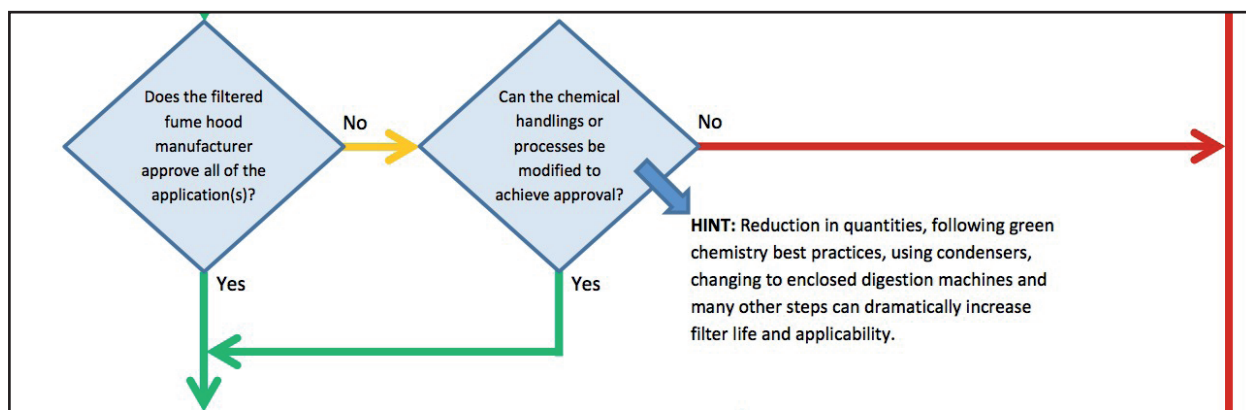 Does the filtered
fume hood
manufacturer
approve all of the
application(s)?
No
Yes
Can the chemical
handlings or
processes be
modified to
achieve approval?
No
Yes
HINT: Reduction in quantities, following green
chemistry best practices, using condensers,
changing to enclosed digestion machines and
many other steps can dramatically increase
filter life and applicability.